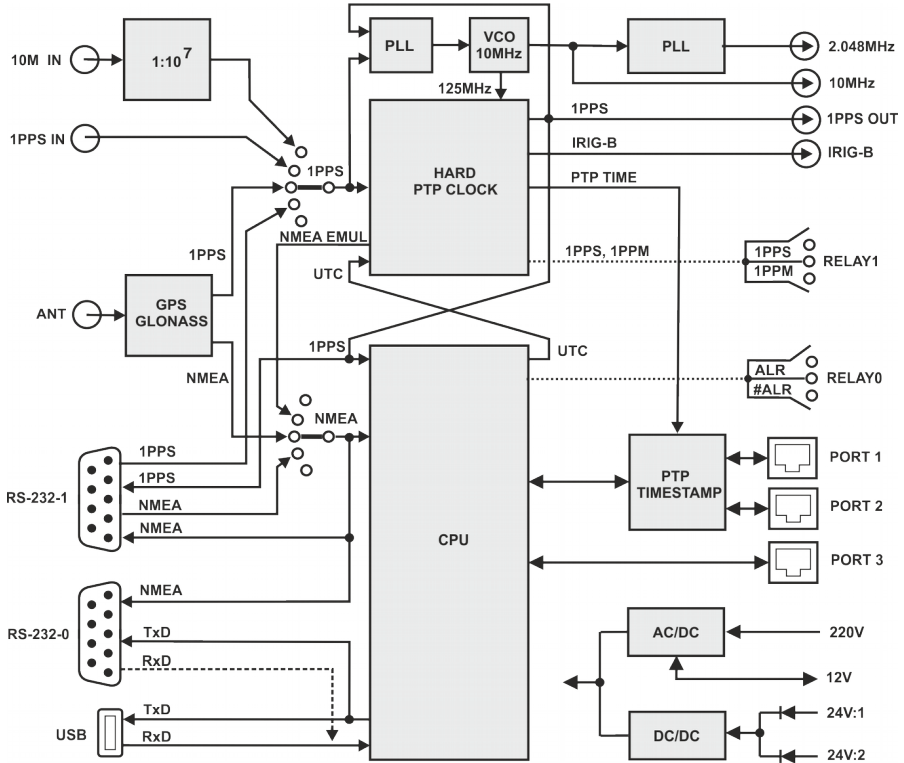 10M IN
1:10⁷
PLL
VCO
10MHz
PLL
2.048MHz
10MHz
125MHz
1PPS IN
1PPS
1PPS
1PPS OUT
HARD
PTP CLOCK
IRIG-B
IRIG-B
PTP TIME
NMEA EMUL
1PPS
UTC
1PPS, 1PPM
1PPS
1PPM
RELAY1
ANT
GPS
GLONASS
1PPS
UTC
NMEA
ALR
#ALR
RELAY0
NMEA
RS-232-1
1PPS
1PPS
NMEA
NMEA
CPU
PTP
TIMESTAMP
PORT 1
PORT 2
PORT 3
RS-232-0
NMEA
TxD
RxD
AC/DC
220V
12V
USB
TxD
RxD
DC/DC
24V:1
24V:2